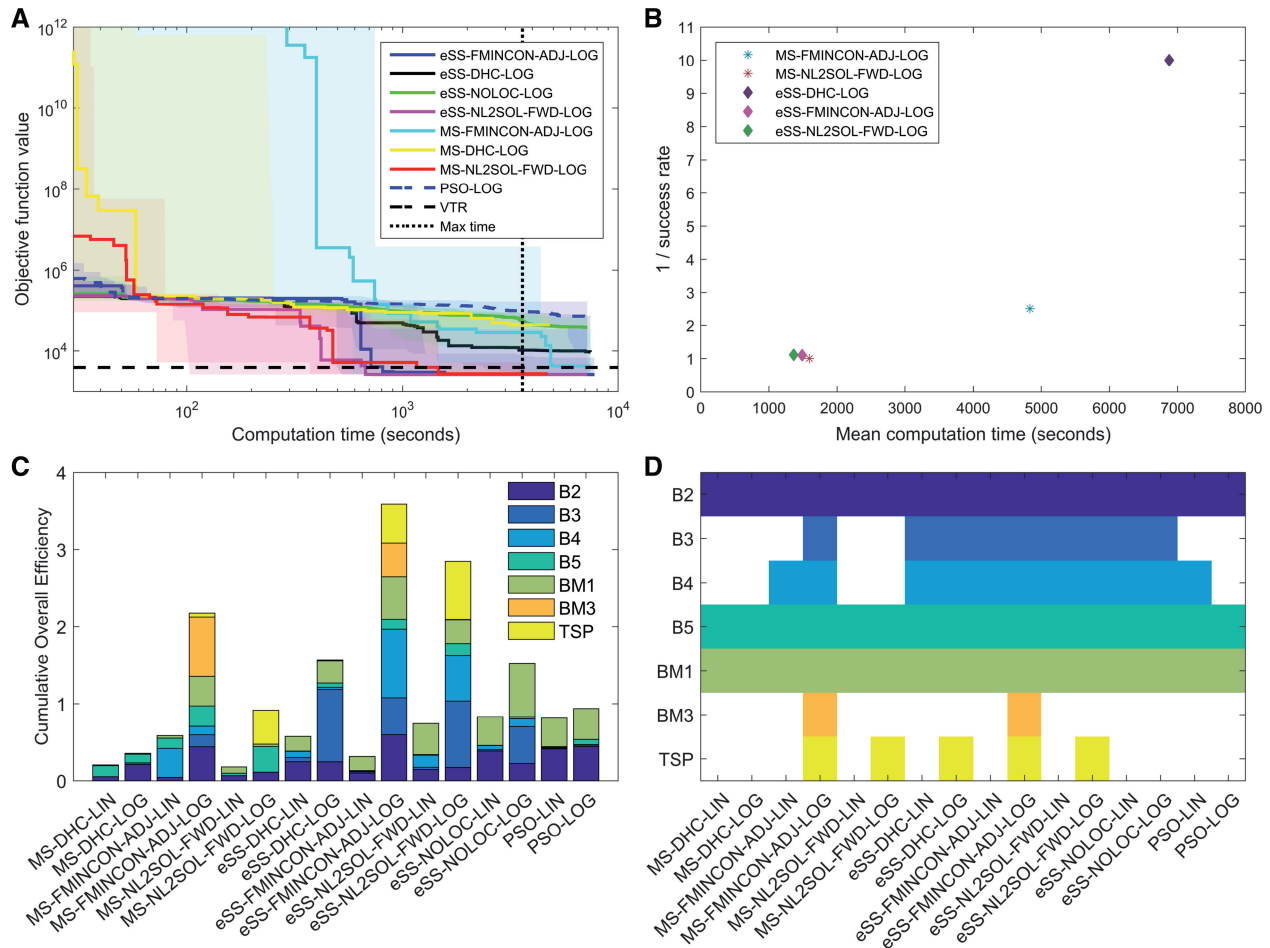 A
Objective function value
10^12
10^10
10^8
10^6
10^4
10^2
10^3
10^4
Computation time (seconds)
eSS-FMINCON-ADJ-LOG
eSS-DHC-LOG
eSS-NOLOC-LOG
eSS-NL2SOL-FWD-LOG
MS-FMINCON-ADJ-LOG
MS-DHC-LOG
MS-NL2SOL-FWD-LOG
PSO-LOG
VTR
Max time
B
1 / success rate
11
10
9
8
7
6
5
4
3
2
1
0
0 1000 2000 3000 4000 5000 6000 7000 8000
Mean computation time (seconds)
MS-FMINCON-ADJ-LOG
MS-NL2SOL-FWD-LOG
eSS-DHC-LOG
eSS-FMINCON-ADJ-LOG
eSS-NL2SOL-FWD-LOG
C
Cumulative Overall Efficiency
4
3
2
1
0
B2
B3
B4
B5
BM1
BM3
TSP
MS-DHC-LIN
MS-DHC-LOG
MS-FMINCON-ADJ-LIN
MS-FMINCON-ADJ-LOG
MS-NL2SOL-FWD-LIN
MS-NL2SOL-FWD-LOG
eSS-DHC-LIN
eSS-DHC-LOG
eSS-FMINCON-ADJ-LIN
eSS-FMINCON-ADJ-LOG
eSS-NL2SOL-FWD-LIN
eSS-NL2SOL-FWD-LOG
eSS-NOLOC-LIN
eSS-NOLOC-LOG
PSO-LIN
PSO-LOG
D
B2
B3
B4
B5
BM1
BM3
TSP
MS-DHC-LIN
MS-DHC-LOG
MS-FMINCON-ADJ-LIN
MS-FMINCON-ADJ-LOG
MS-NL2SOL-FWD-LIN
MS-NL2SOL-FWD-LOG
eSS-DHC-LIN
eSS-DHC-LOG
eSS-FMINCON-ADJ-LIN
eSS-FMINCON-ADJ-LOG
eSS-NL2SOL-FWD-LIN
eSS-NL2SOL-FWD-LOG
eSS-NOLOC-LIN
eSS-NOLOC-LOG
PSO-LIN
PSO-LOG